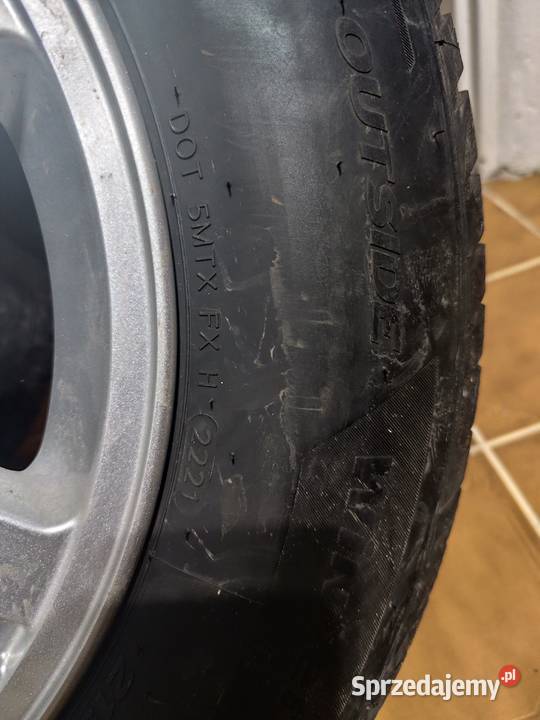 OUTSIDE
DOT 5MTX FX H 2221
Sprzedajemy.pl